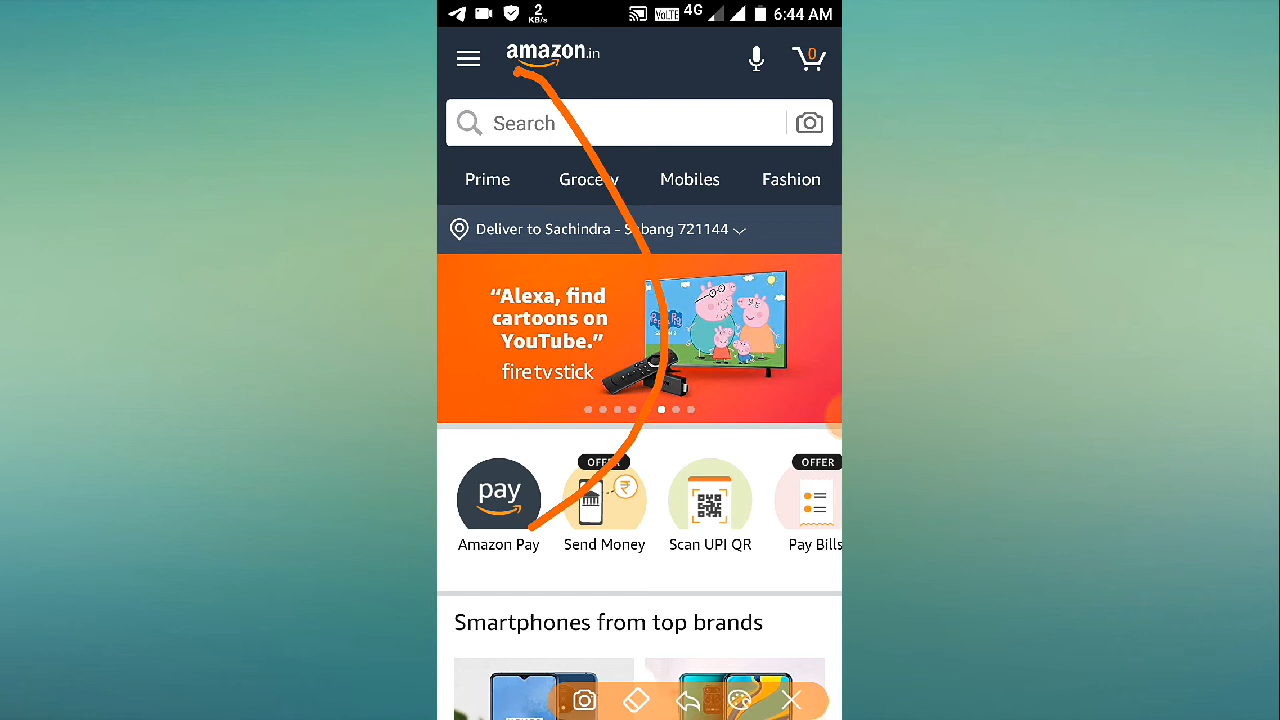 2
KB/s
VoLTE 4G 6:44 AM
amazon.in
0
Search
Prime Grocery Mobiles Fashion
Deliver to Sachindra - Sabang 721144
“Alexa, find
cartoons on
YouTube.”
fire tv stick
OFFER OFFER
pay
Amazon Pay Send Money Scan UPI QR Pay Bills
Smartphones from top brands